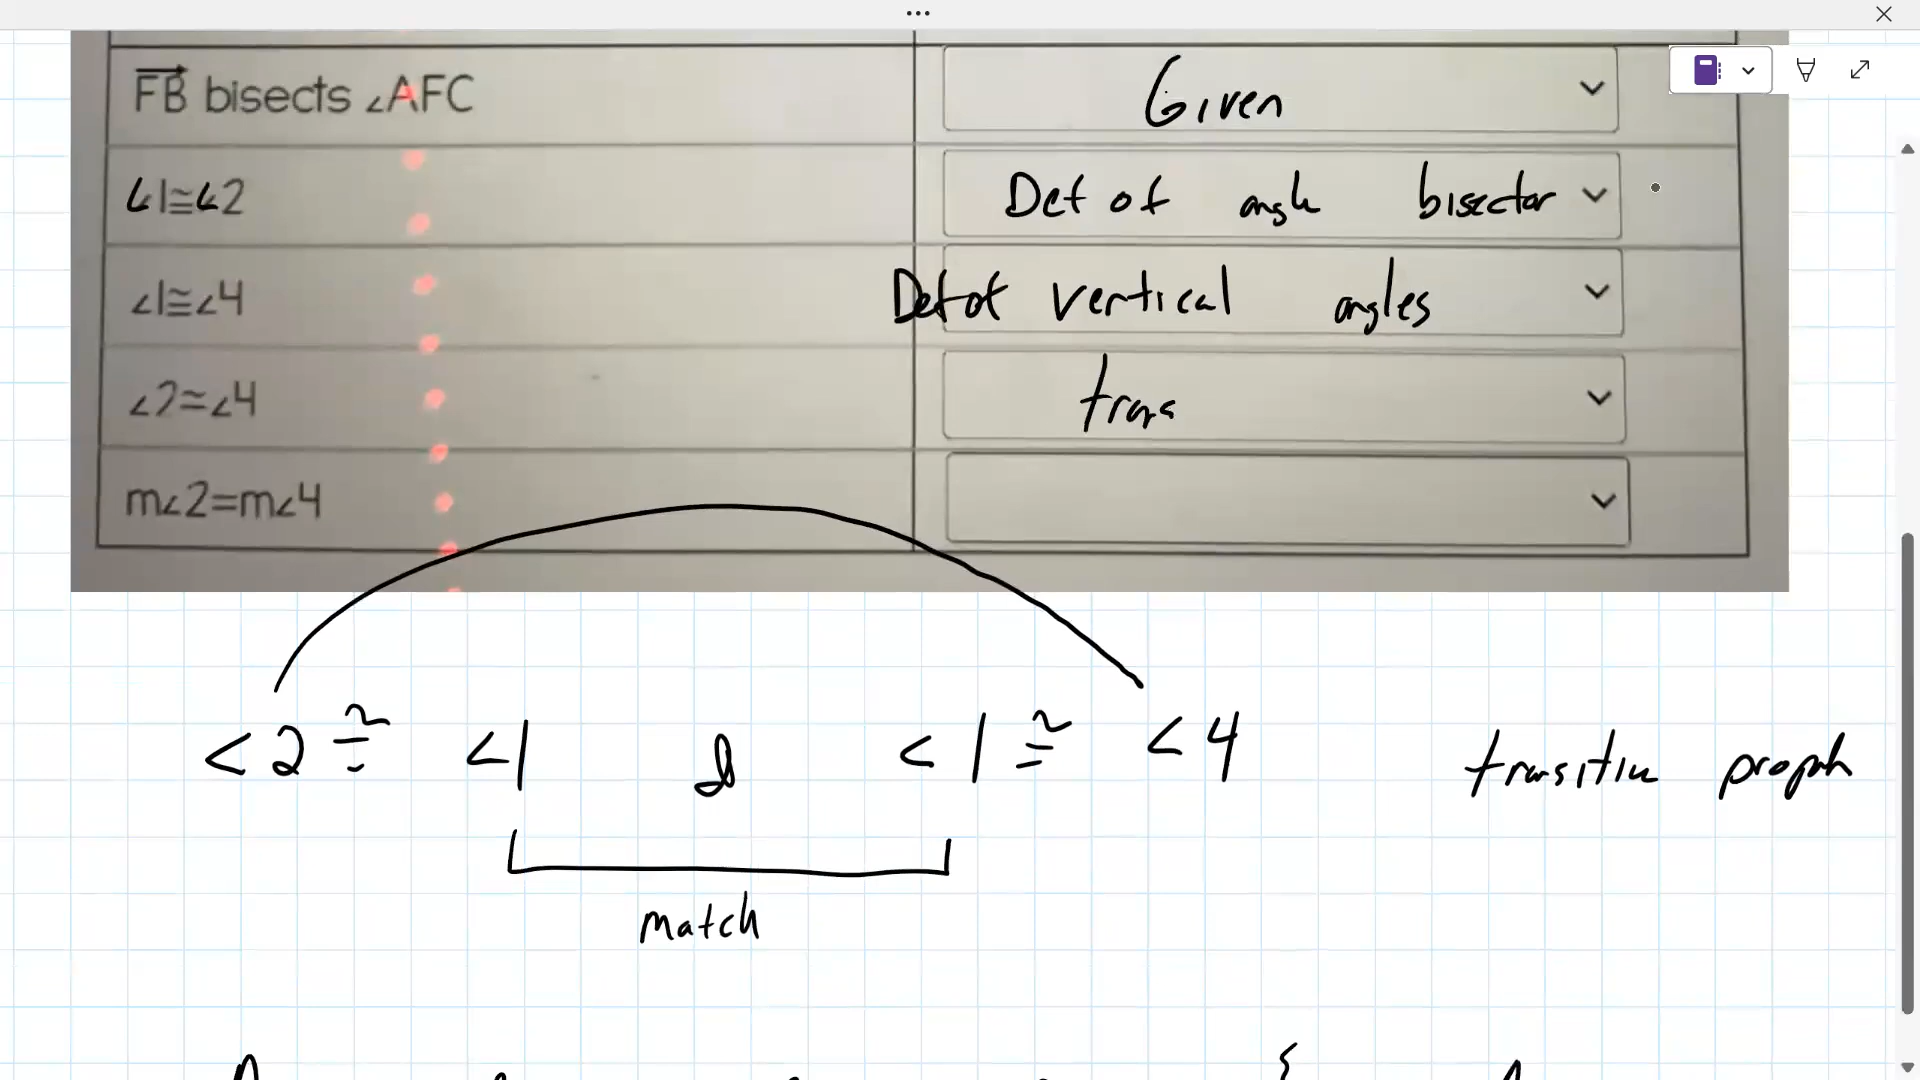 FB bisects ∠AFC Given
∠1≅∠2 Def of angle bisector
∠1≅∠4 Def of vertical angles
∠2≅∠4 trans
m∠2=m∠4
<2 ≅ <1 & <1 ≅ <4 transitive
match